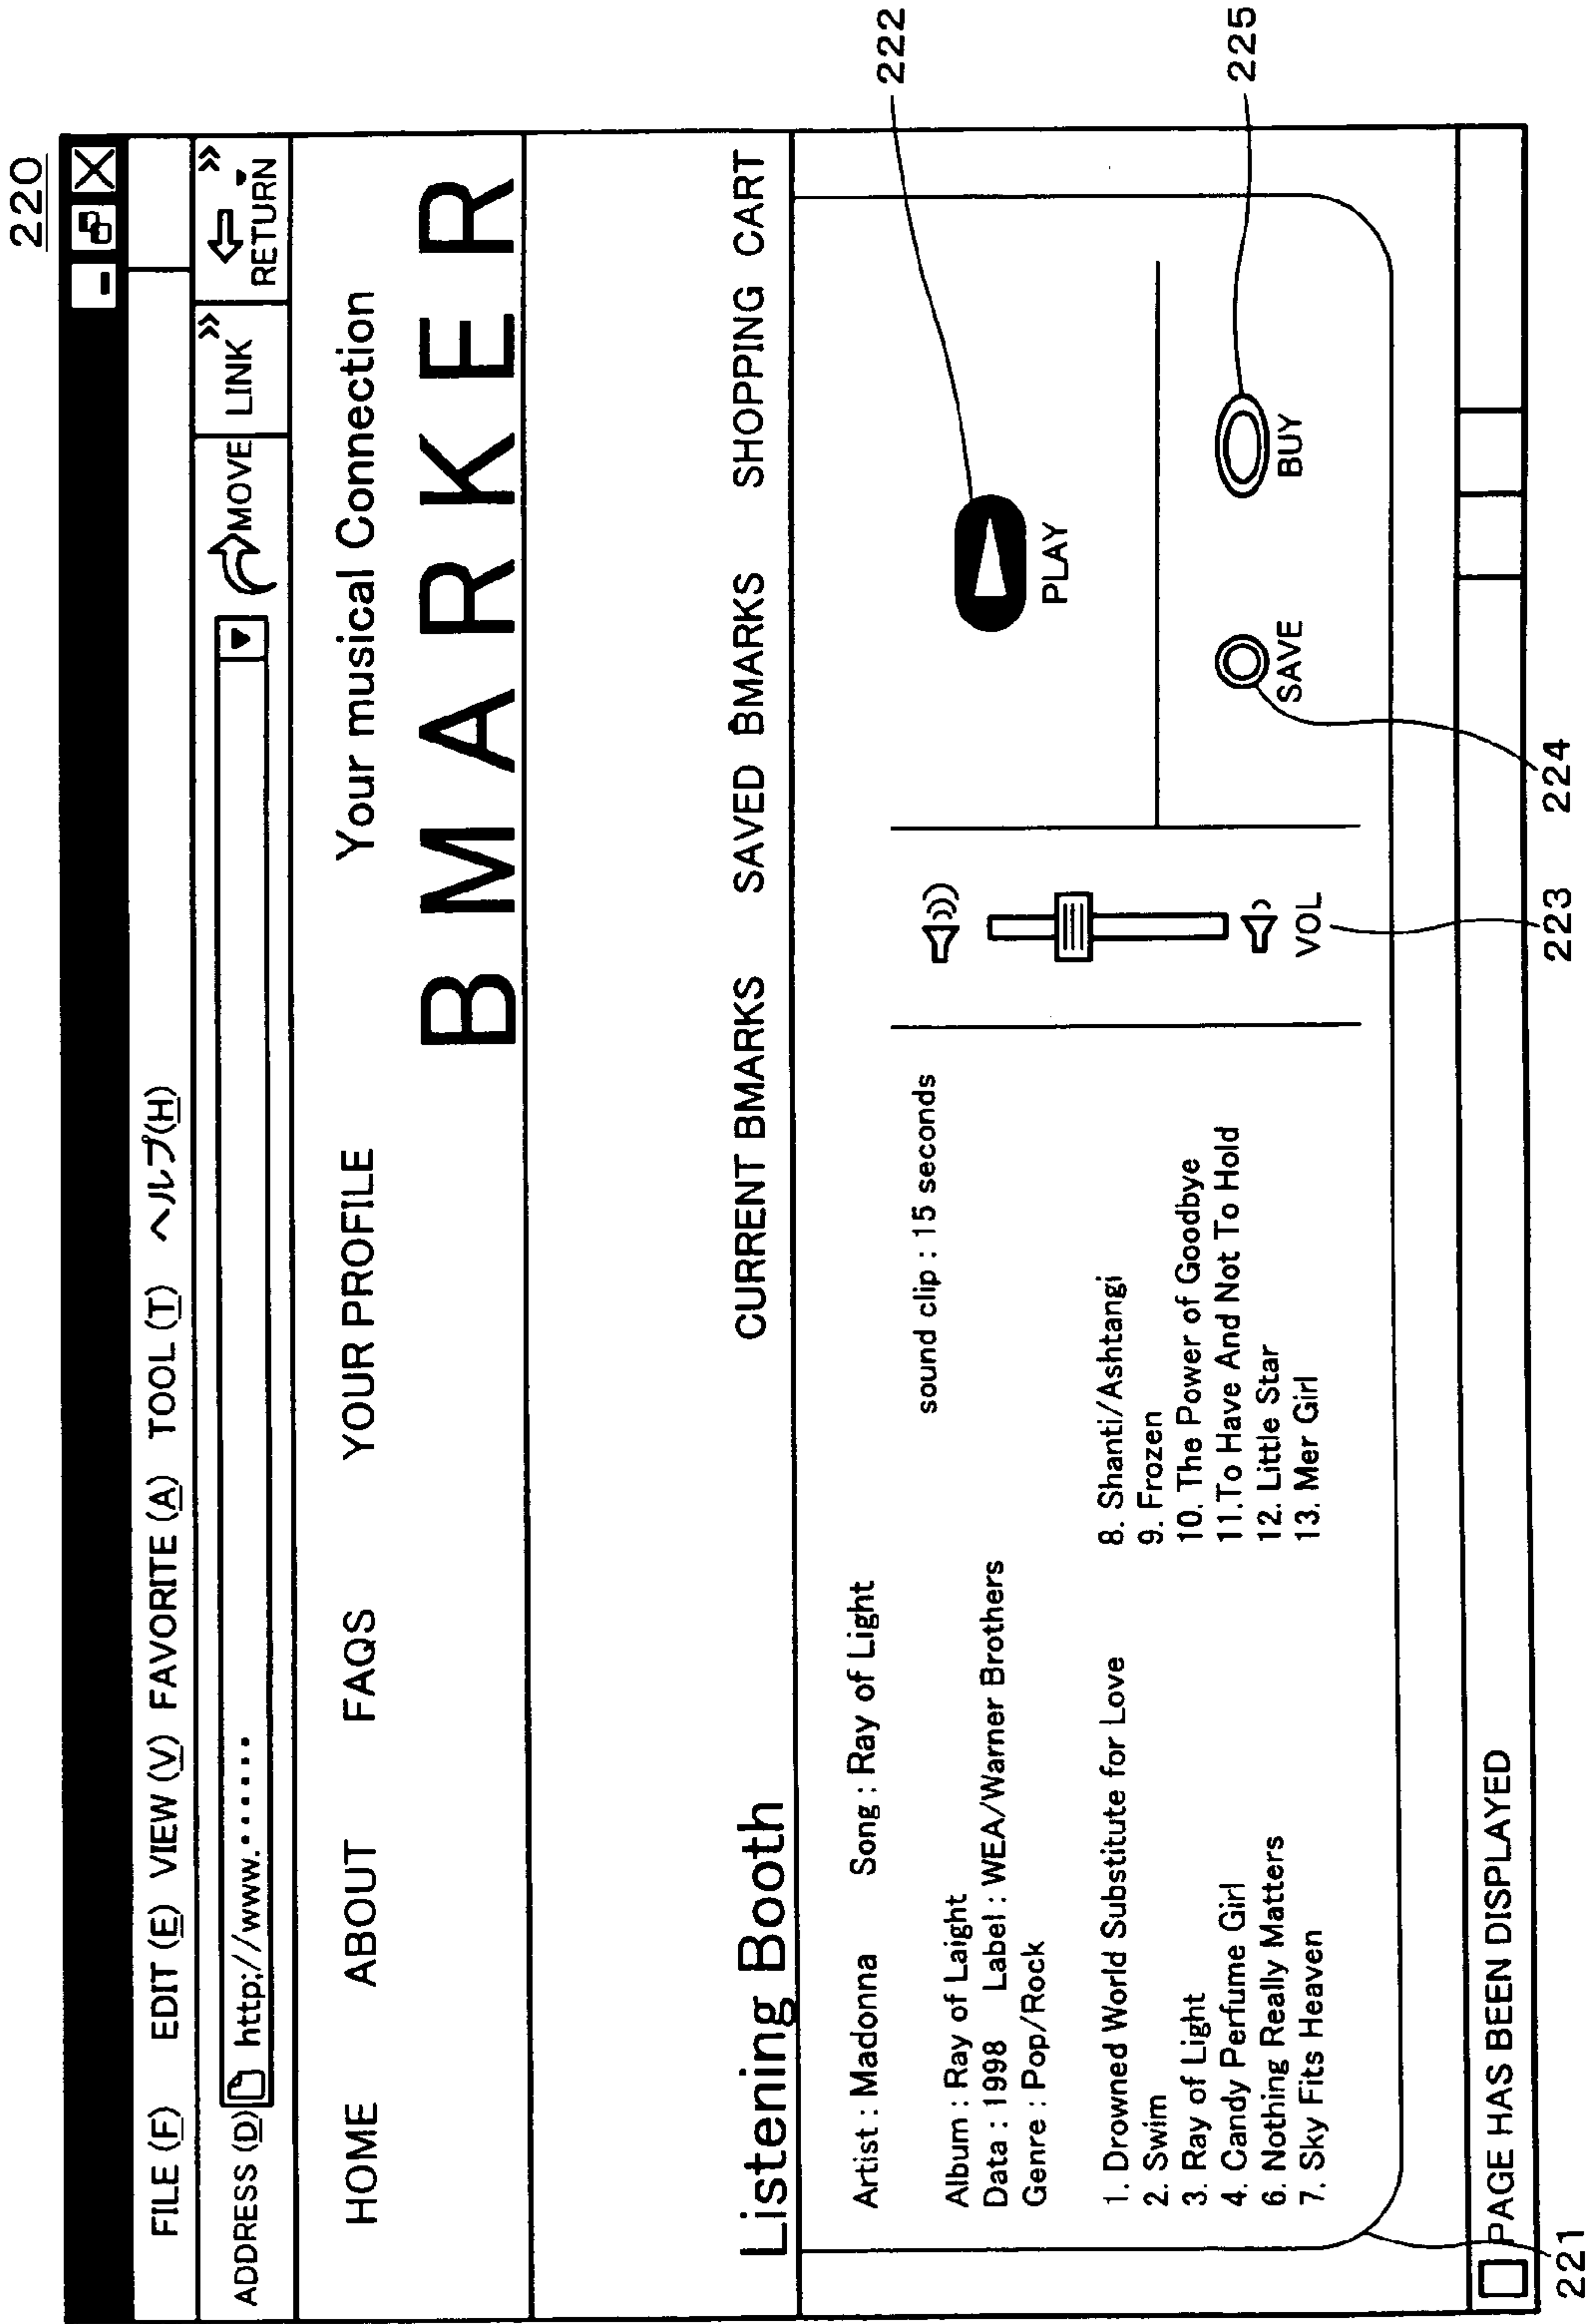 220
FILE (F) EDIT (E) VIEW (V) FAVORITE (A) TOOL (T) ヘルプ(H)
ADDRESS (D) http://www.・・・・・・ MOVE LINK » RETURN »
HOME ABOUT FAQS YOUR PROFILE Your musical Connection
BMARKER
Listening Booth CURRENT BMARKS SAVED BMARKS SHOPPING CART
Artist : Madonna Song : Ray of Light
sound clip : 15 seconds
Album : Ray of Laight
Data : 1998 Label : WEA/Warner Brothers
Genre : Pop/Rock
1. Drowned World Substitute for Love
2. Swim
3. Ray of Light
4. Candy Perfume Girl
6. Nothing Really Matters
7. Sky Fits Heaven
8. Shanti/Ashtangi
9. Frozen
10. The Power of Goodbye
11.To Have And Not To Hold
12. Little Star
13. Mer Girl
VOL
PLAY
SAVE
BUY
PAGE HAS BEEN DISPLAYED
221
222
223
224
225